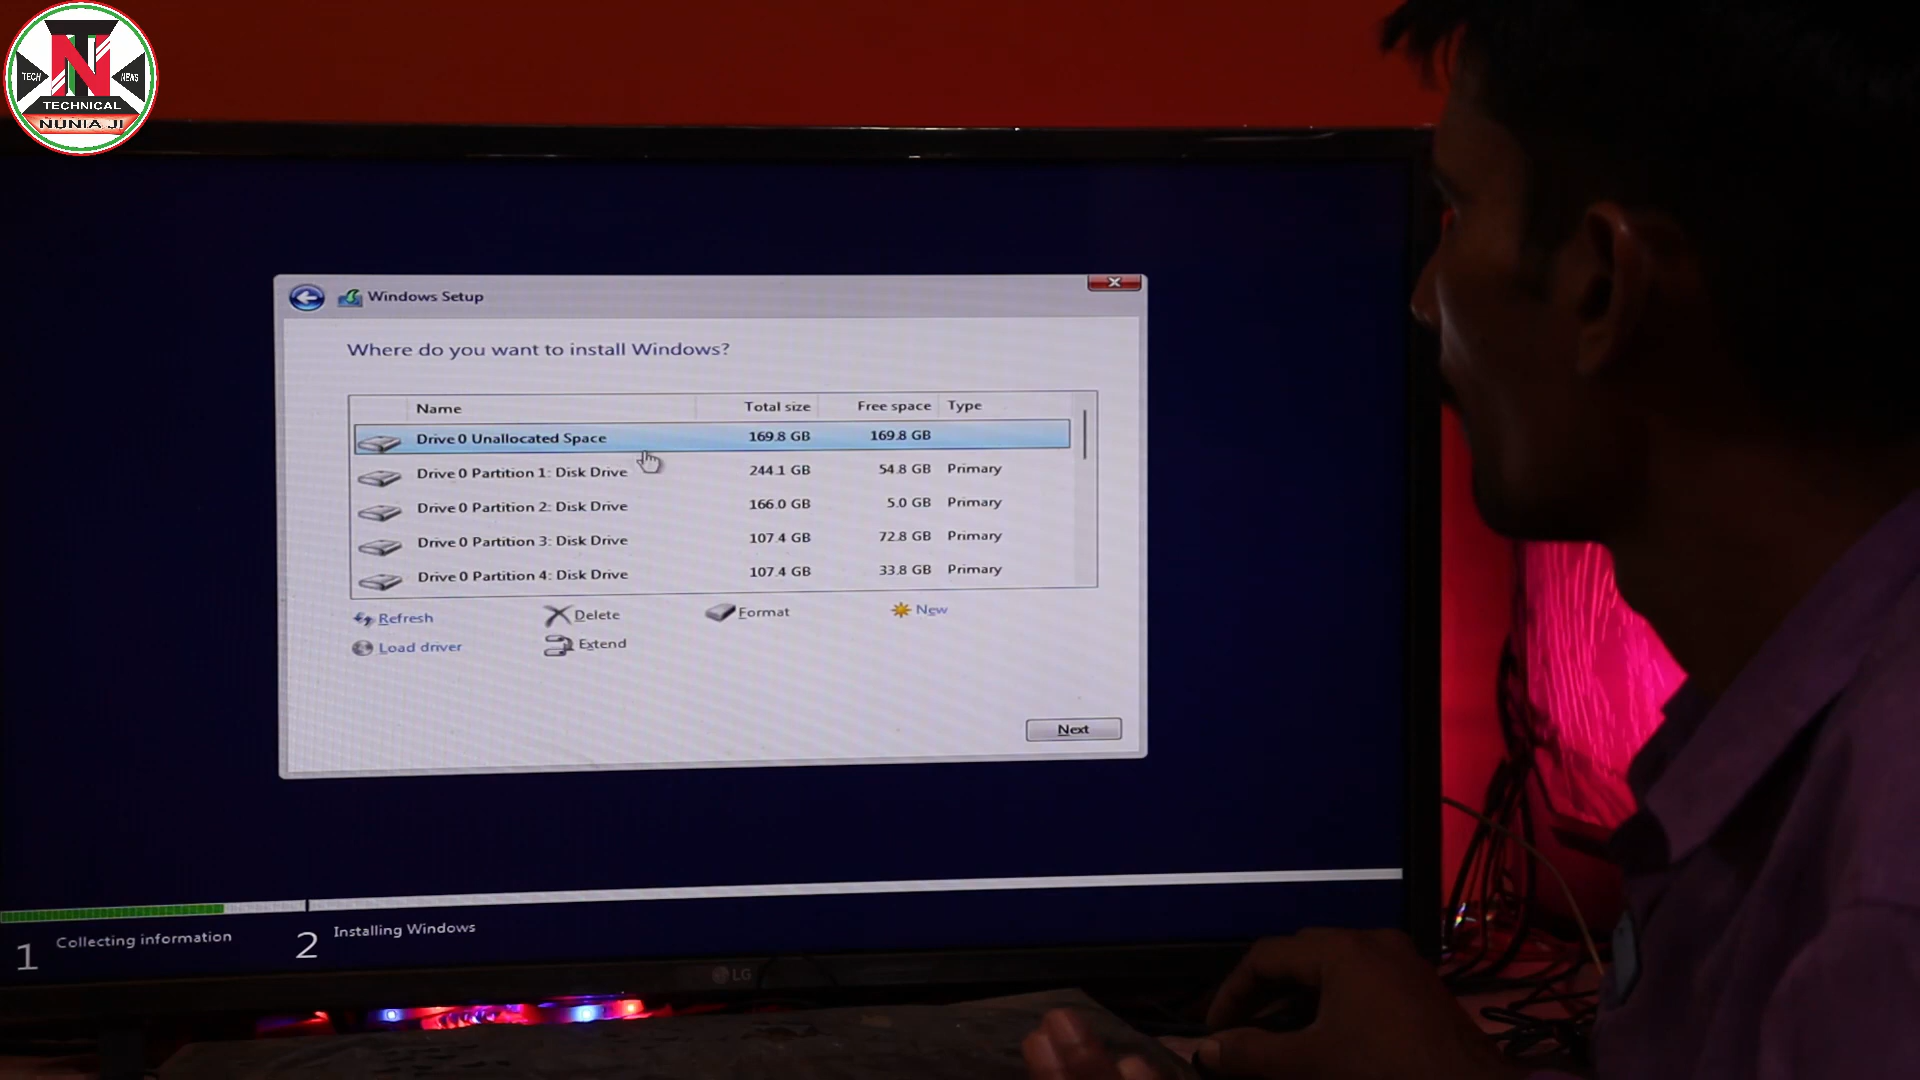 TECH NEWS
TECHNICAL
NUNIA JI
Windows Setup
Where do you want to install Windows?
Name Total size Free space Type
Drive 0 Unallocated Space 169.8 GB 169.8 GB
Drive 0 Partition 1: Disk Drive 244.1 GB 54.8 GB Primary
Drive 0 Partition 2: Disk Drive 166.0 GB 5.0 GB Primary
Drive 0 Partition 3: Disk Drive 107.4 GB 72.8 GB Primary
Drive 0 Partition 4: Disk Drive 107.4 GB 33.8 GB Primary
Refresh Delete Format New
Load driver Extend
Next
1 Collecting information 2 Installing Windows
LG